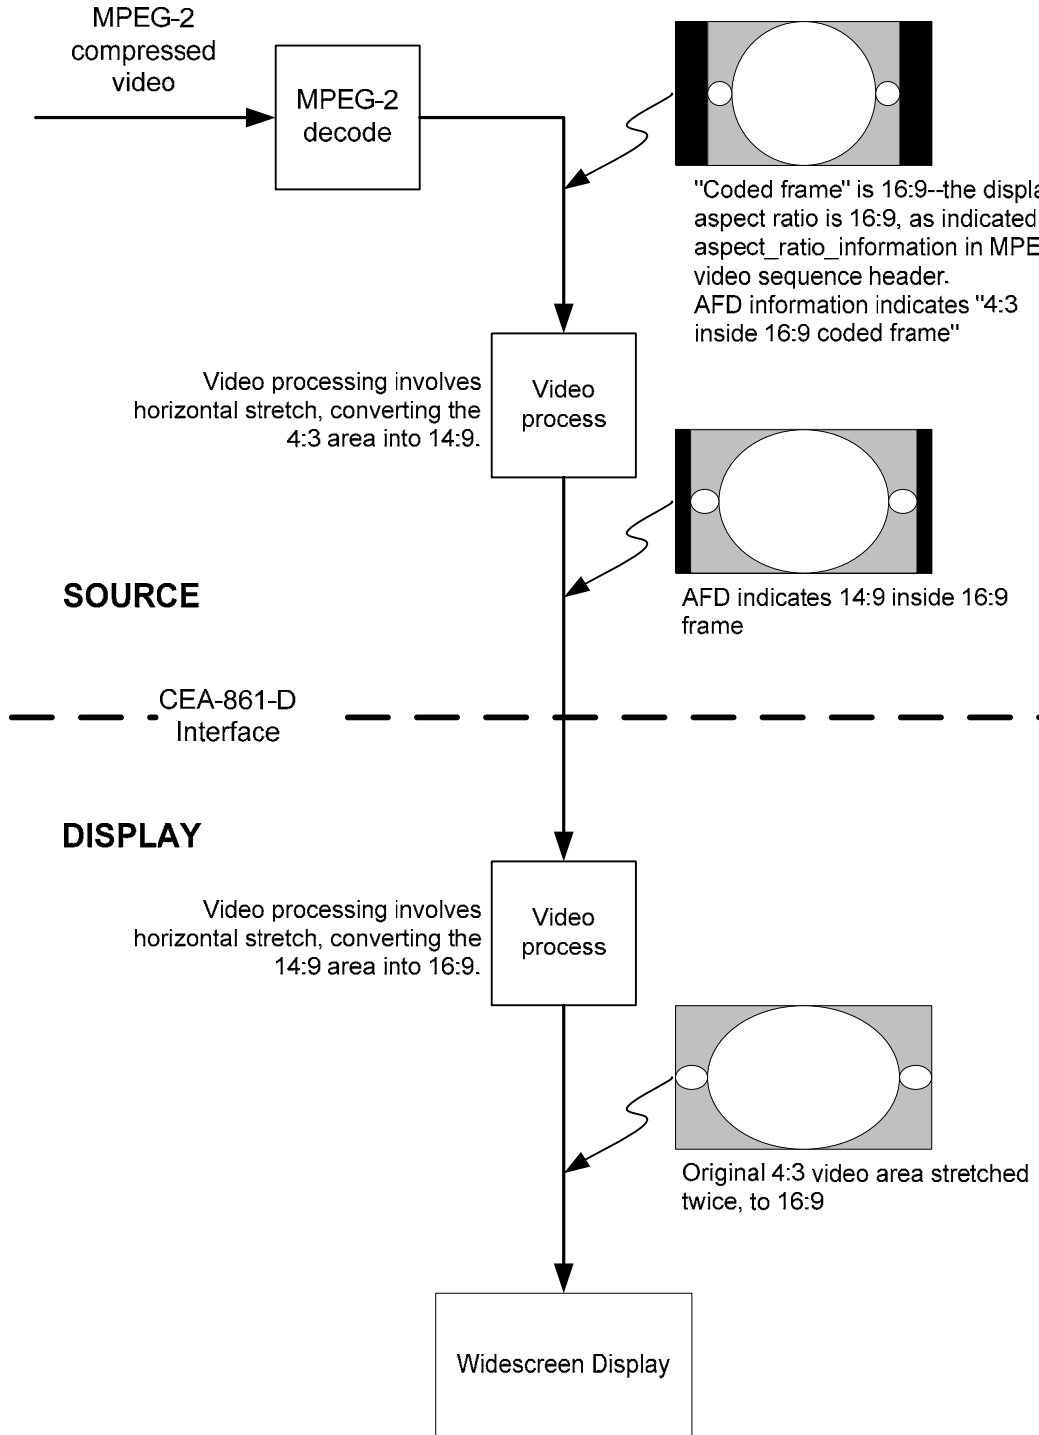 MPEG-2
compressed
video
MPEG-2
decode
"Coded frame" is 16:9--the
aspect ratio is 16:9, as indicated
aspect_ratio_information in
video sequence header.
AFD information indicates "4:3
inside 16:9 coded frame"
Video processing involves
horizontal stretch, converting the
4:3 area into 14:9.
Video
process
AFD indicates 14:9 inside 16:9
frame
SOURCE
CEA-861-D
Interface
DISPLAY
Video processing involves
horizontal stretch, converting the
14:9 area into 16:9.
Video
process
Original 4:3 video area stretched
twice, to 16:9
Widescreen Display